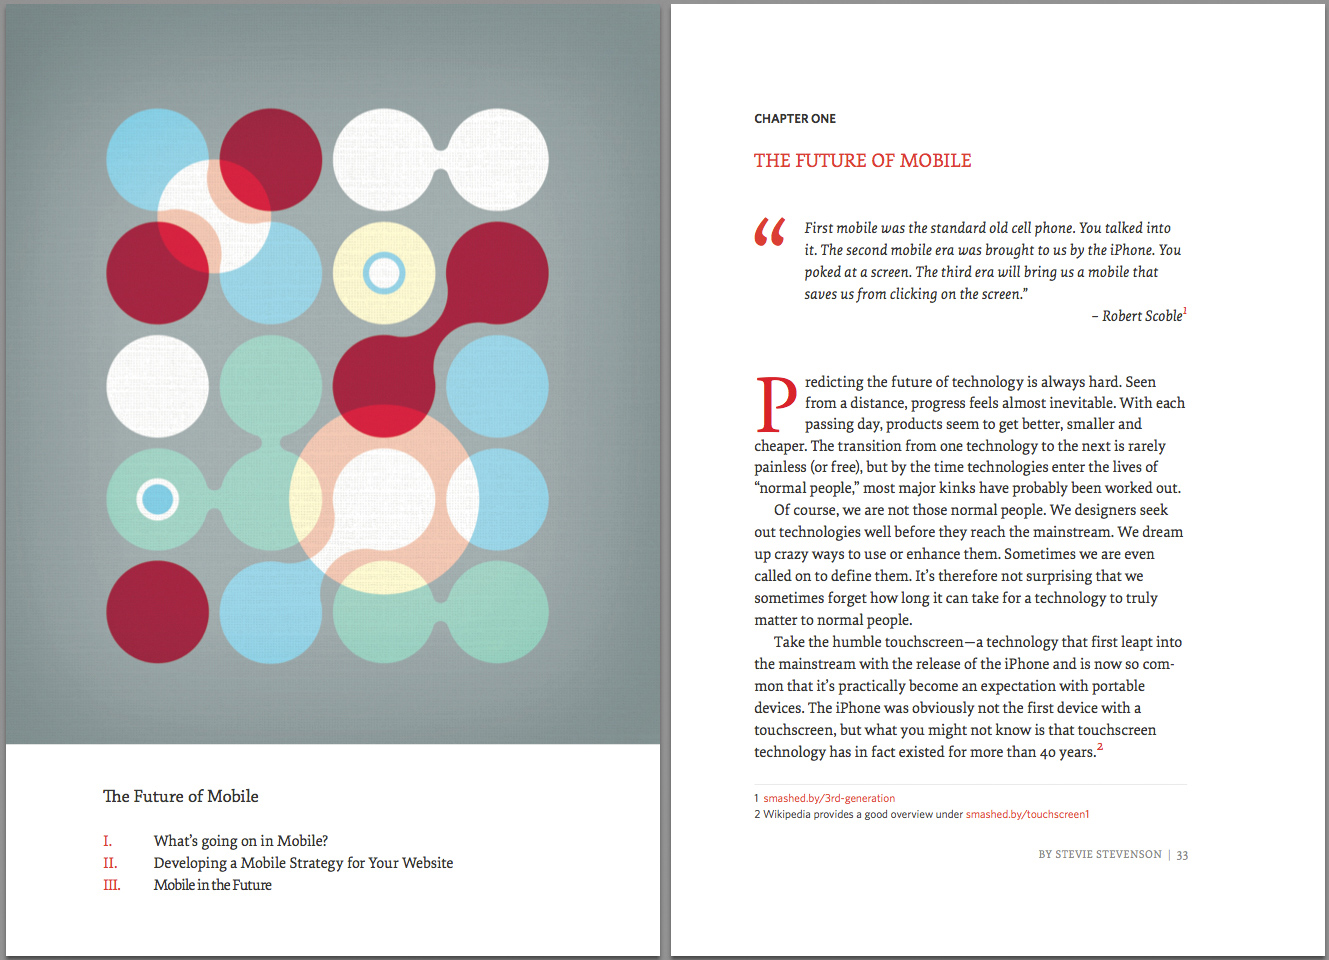 The Future of Mobile
I. What’s going on in Mobile?
II. Developing a Mobile Strategy for Your Website
III. Mobile in the Future
CHAPTER ONE
THE FUTURE OF MOBILE
“ First mobile was the standard old cell phone. You talked into
it. The second mobile era was brought to us by the iPhone. You
poked at a screen. The third era will bring us a mobile that
saves us from clicking on the screen.”
– Robert Scoble1
Predicting the future of technology is always hard. Seen
from a distance, progress feels almost inevitable. With each
passing day, products seem to get better, smaller and
cheaper. The transition from one technology to the next is rarely
painless (or free), but by the time technologies enter the lives of
“normal people,” most major kinks have probably been worked out.
Of course, we are not those normal people. We designers seek
out technologies well before they reach the mainstream. We dream
up crazy ways to use or enhance them. Sometimes we are even
called on to define them. It’s therefore not surprising that we
sometimes forget how long it can take for a technology to truly
matter to normal people.
Take the humble touchscreen—a technology that first leapt into
the mainstream with the release of the iPhone and is now so com-
mon that it’s practically become an expectation with portable
devices. The iPhone was obviously not the first device with a
touchscreen, but what you might not know is that touchscreen
technology has in fact existed for more than 40 years.2
1 smashed.by/3rd-generation
2 Wikipedia provides a good overview under smashed.by/touchscreen1
BY STEVIE STEVENSON | 33